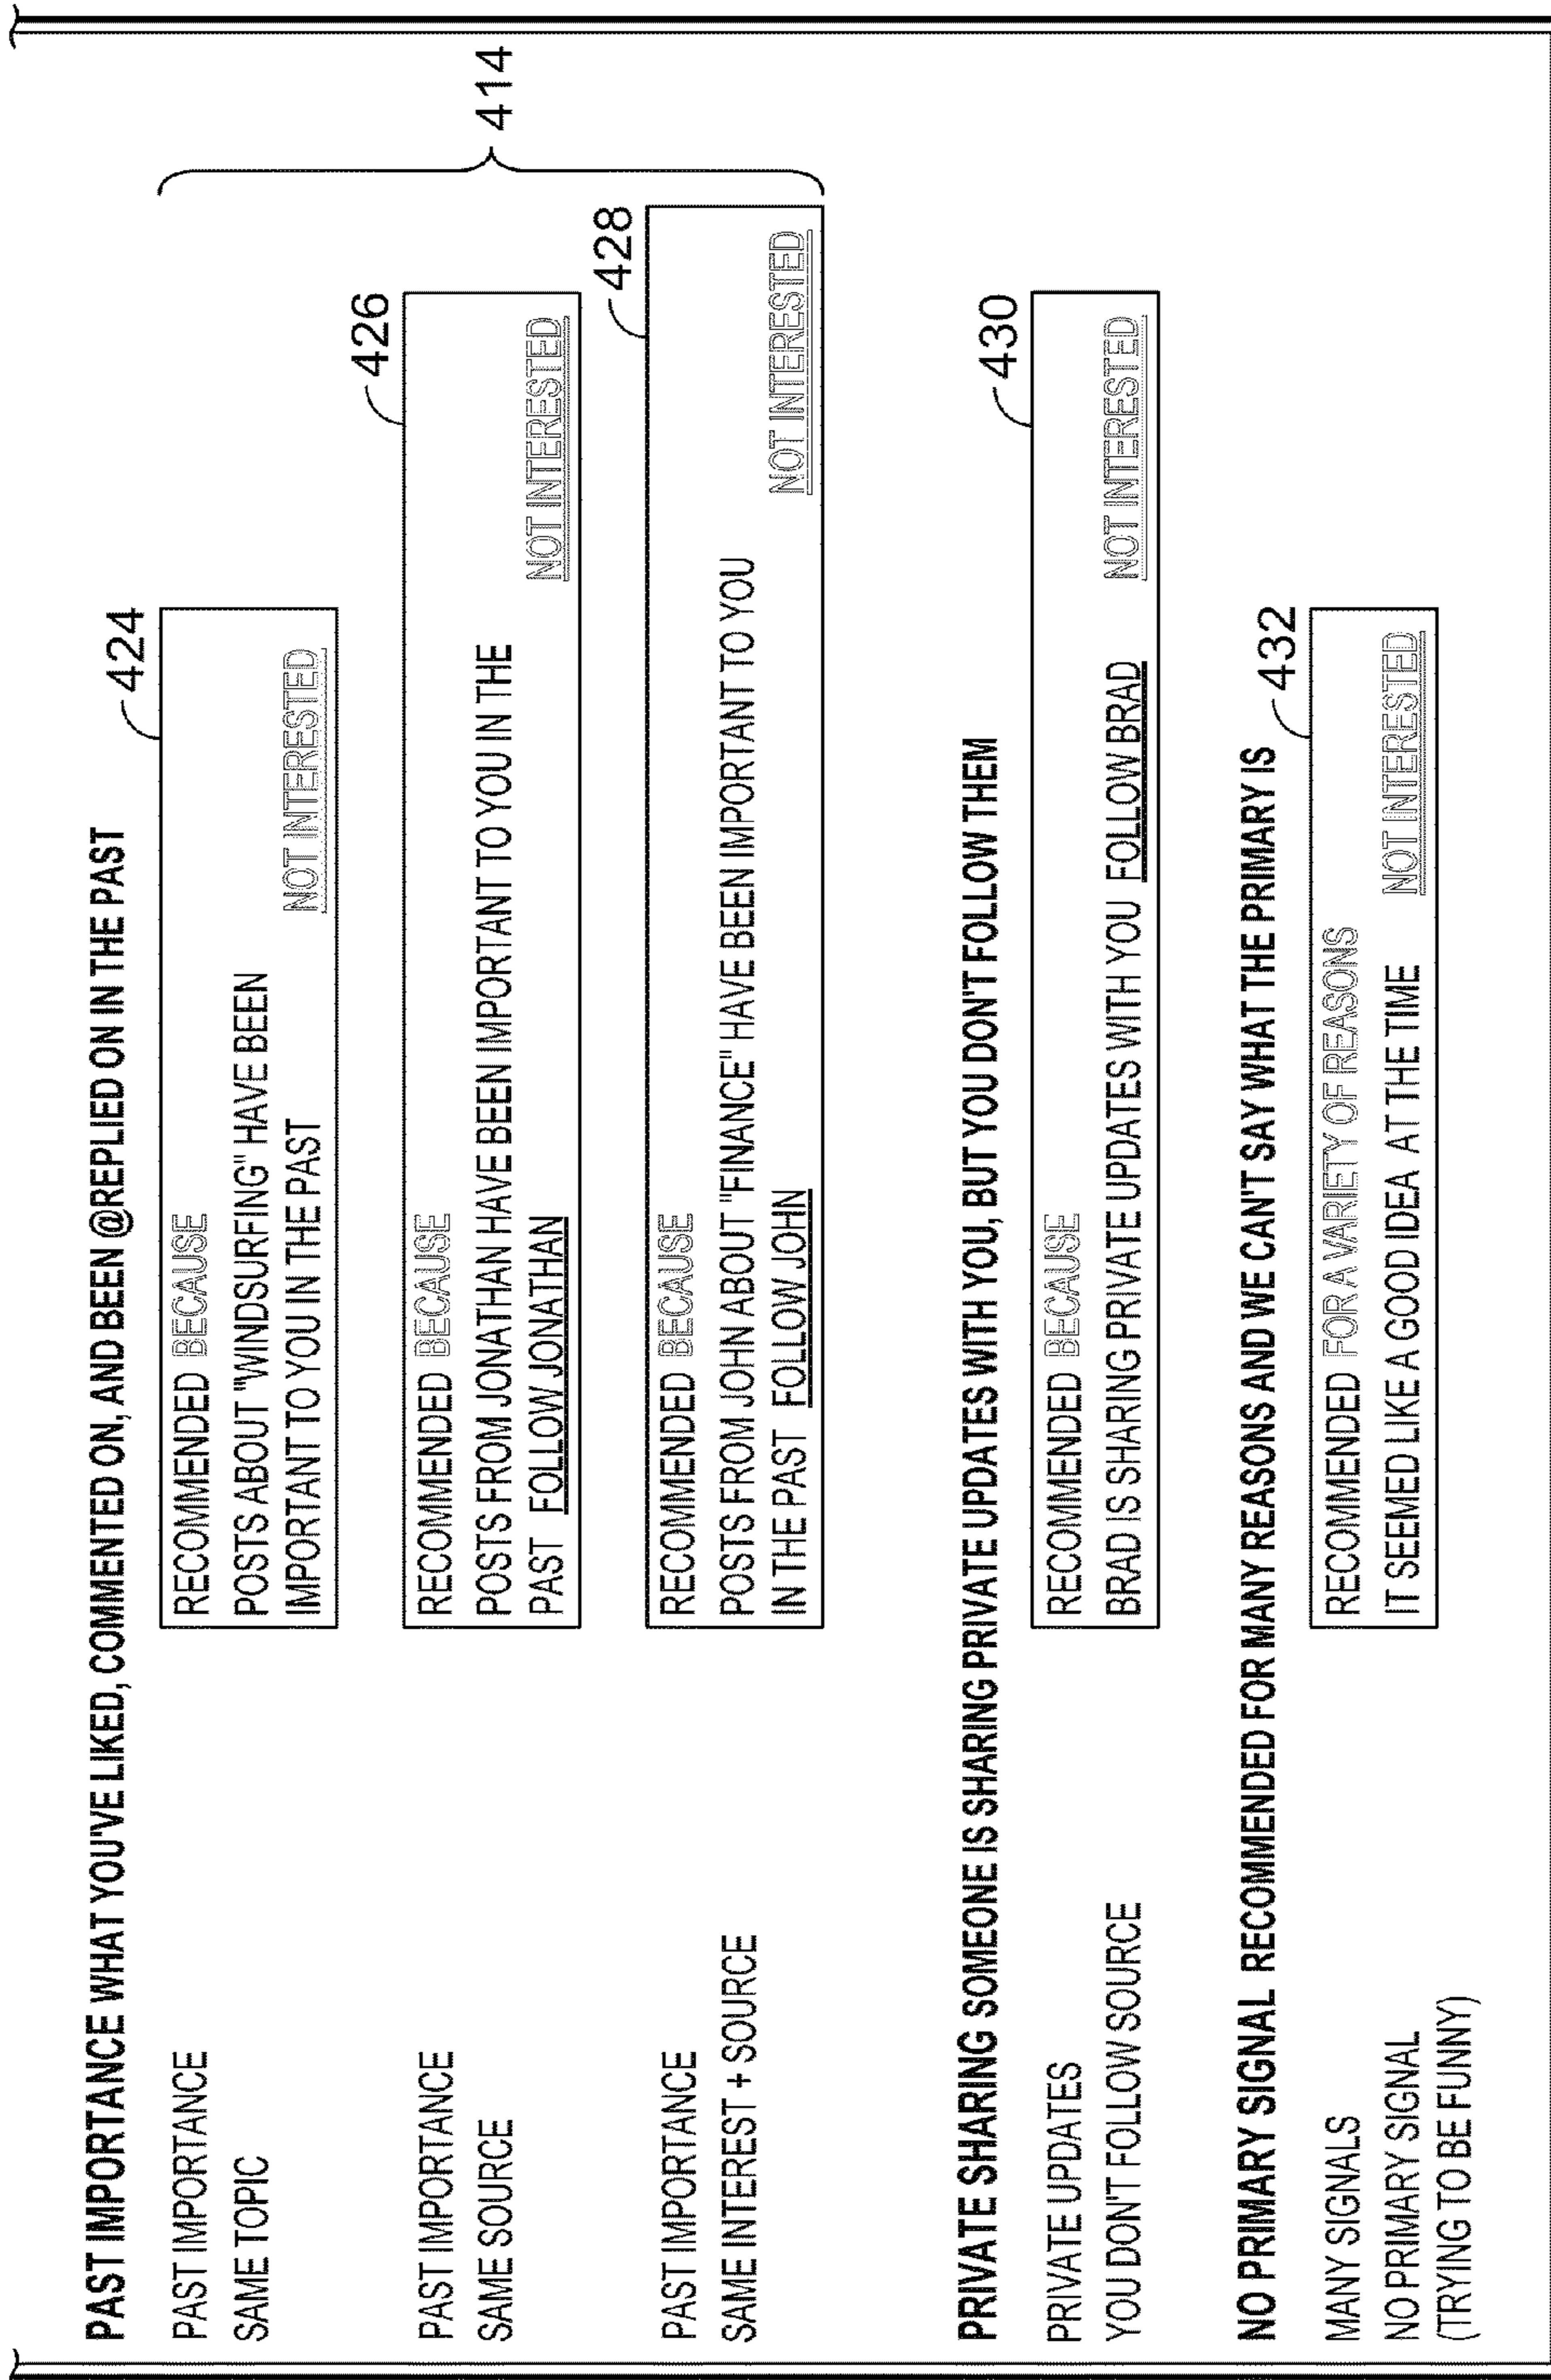 PAST IMPORTANCE WHAT YOU'VE LIKED, COMMENTED ON, AND BEEN @REPLIED ON IN THE PAST
PAST IMPORTANCE
SAME TOPIC
424
RECOMMENDED BECAUSE
POSTS ABOUT "WINDSURFING" HAVE BEEN
IMPORTANT TO YOU IN THE PAST NOT INTERESTED
PAST IMPORTANCE
SAME SOURCE
426
RECOMMENDED BECAUSE
POSTS FROM JONATHAN HAVE BEEN IMPORTANT TO YOU IN THE
PAST FOLLOW JONATHAN NOT INTERESTED
414
PAST IMPORTANCE
SAME INTEREST + SOURCE
428
RECOMMENDED BECAUSE
POSTS FROM JOHN ABOUT "FINANCE" HAVE BEEN IMPORTANT TO YOU
IN THE PAST FOLLOW JOHN NOT INTERESTED
PRIVATE SHARING SOMEONE IS SHARING PRIVATE UPDATES WITH YOU, BUT YOU DON'T FOLLOW THEM
PRIVATE UPDATES
YOU DON'T FOLLOW SOURCE
430
RECOMMENDED BECAUSE
BRAD IS SHARING PRIVATE UPDATES WITH YOU FOLLOW BRAD NOT INTERESTED
NO PRIMARY SIGNAL RECOMMENDED FOR MANY REASONS AND WE CAN'T SAY WHAT THE PRIMARY IS
MANY SIGNALS
NO PRIMARY SIGNAL
(TRYING TO BE FUNNY)
432
RECOMMENDED FOR A VARIETY OF REASONS
IT SEEMED LIKE A GOOD IDEA AT THE TIME NOT INTERESTED